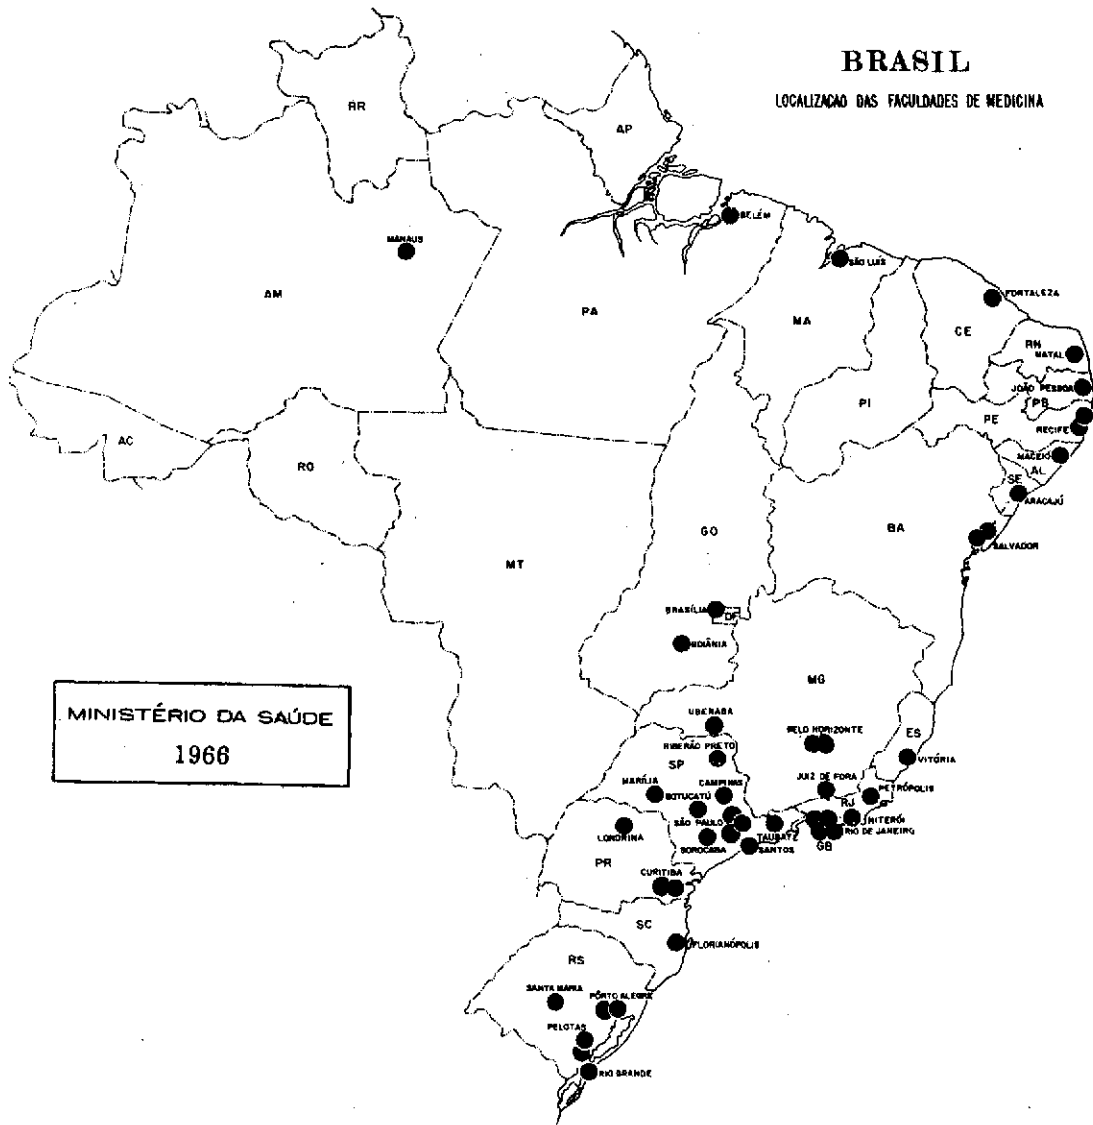 BRASIL
LOCALIZAÇAO DAS FACULDADES DE MEDICINA
RR
AP
BELÉM
MANAUS
SÃO LUÍS
AM
FORTALEZA
PA
MA
CE
RN
NATAL
JOÃO PESSOA
PI
PB
PE
RECIFE
AC
MACEIÓ
RO
AL
SE
ARACAJÚ
GO
BA
SALVADOR
MT
BRASÍLIA
DF
GOIÂNIA
MG
MINISTÉRIO DA SAÚDE
1966
UBERABA
BELO HORIZONTE
ES
RIBERÃO PRETO
VITÓRIA
SP
MARÍLIA
CAMPINAS
JUIZ DE FORA
PETRÓPOLIS
BOTUCATÚ
RJ
NITERÓI
SÃO PAULO
LONDRINA
TAUBATÉ
RIO DE JANEIRO
SOROCABA
SANTOS
GB
PR
CURITIBA
SC
FLORIANÓPOLIS
RS
SANTA MARIA
PÔRTO ALEGRE
PELOTAS
RIO GRANDE